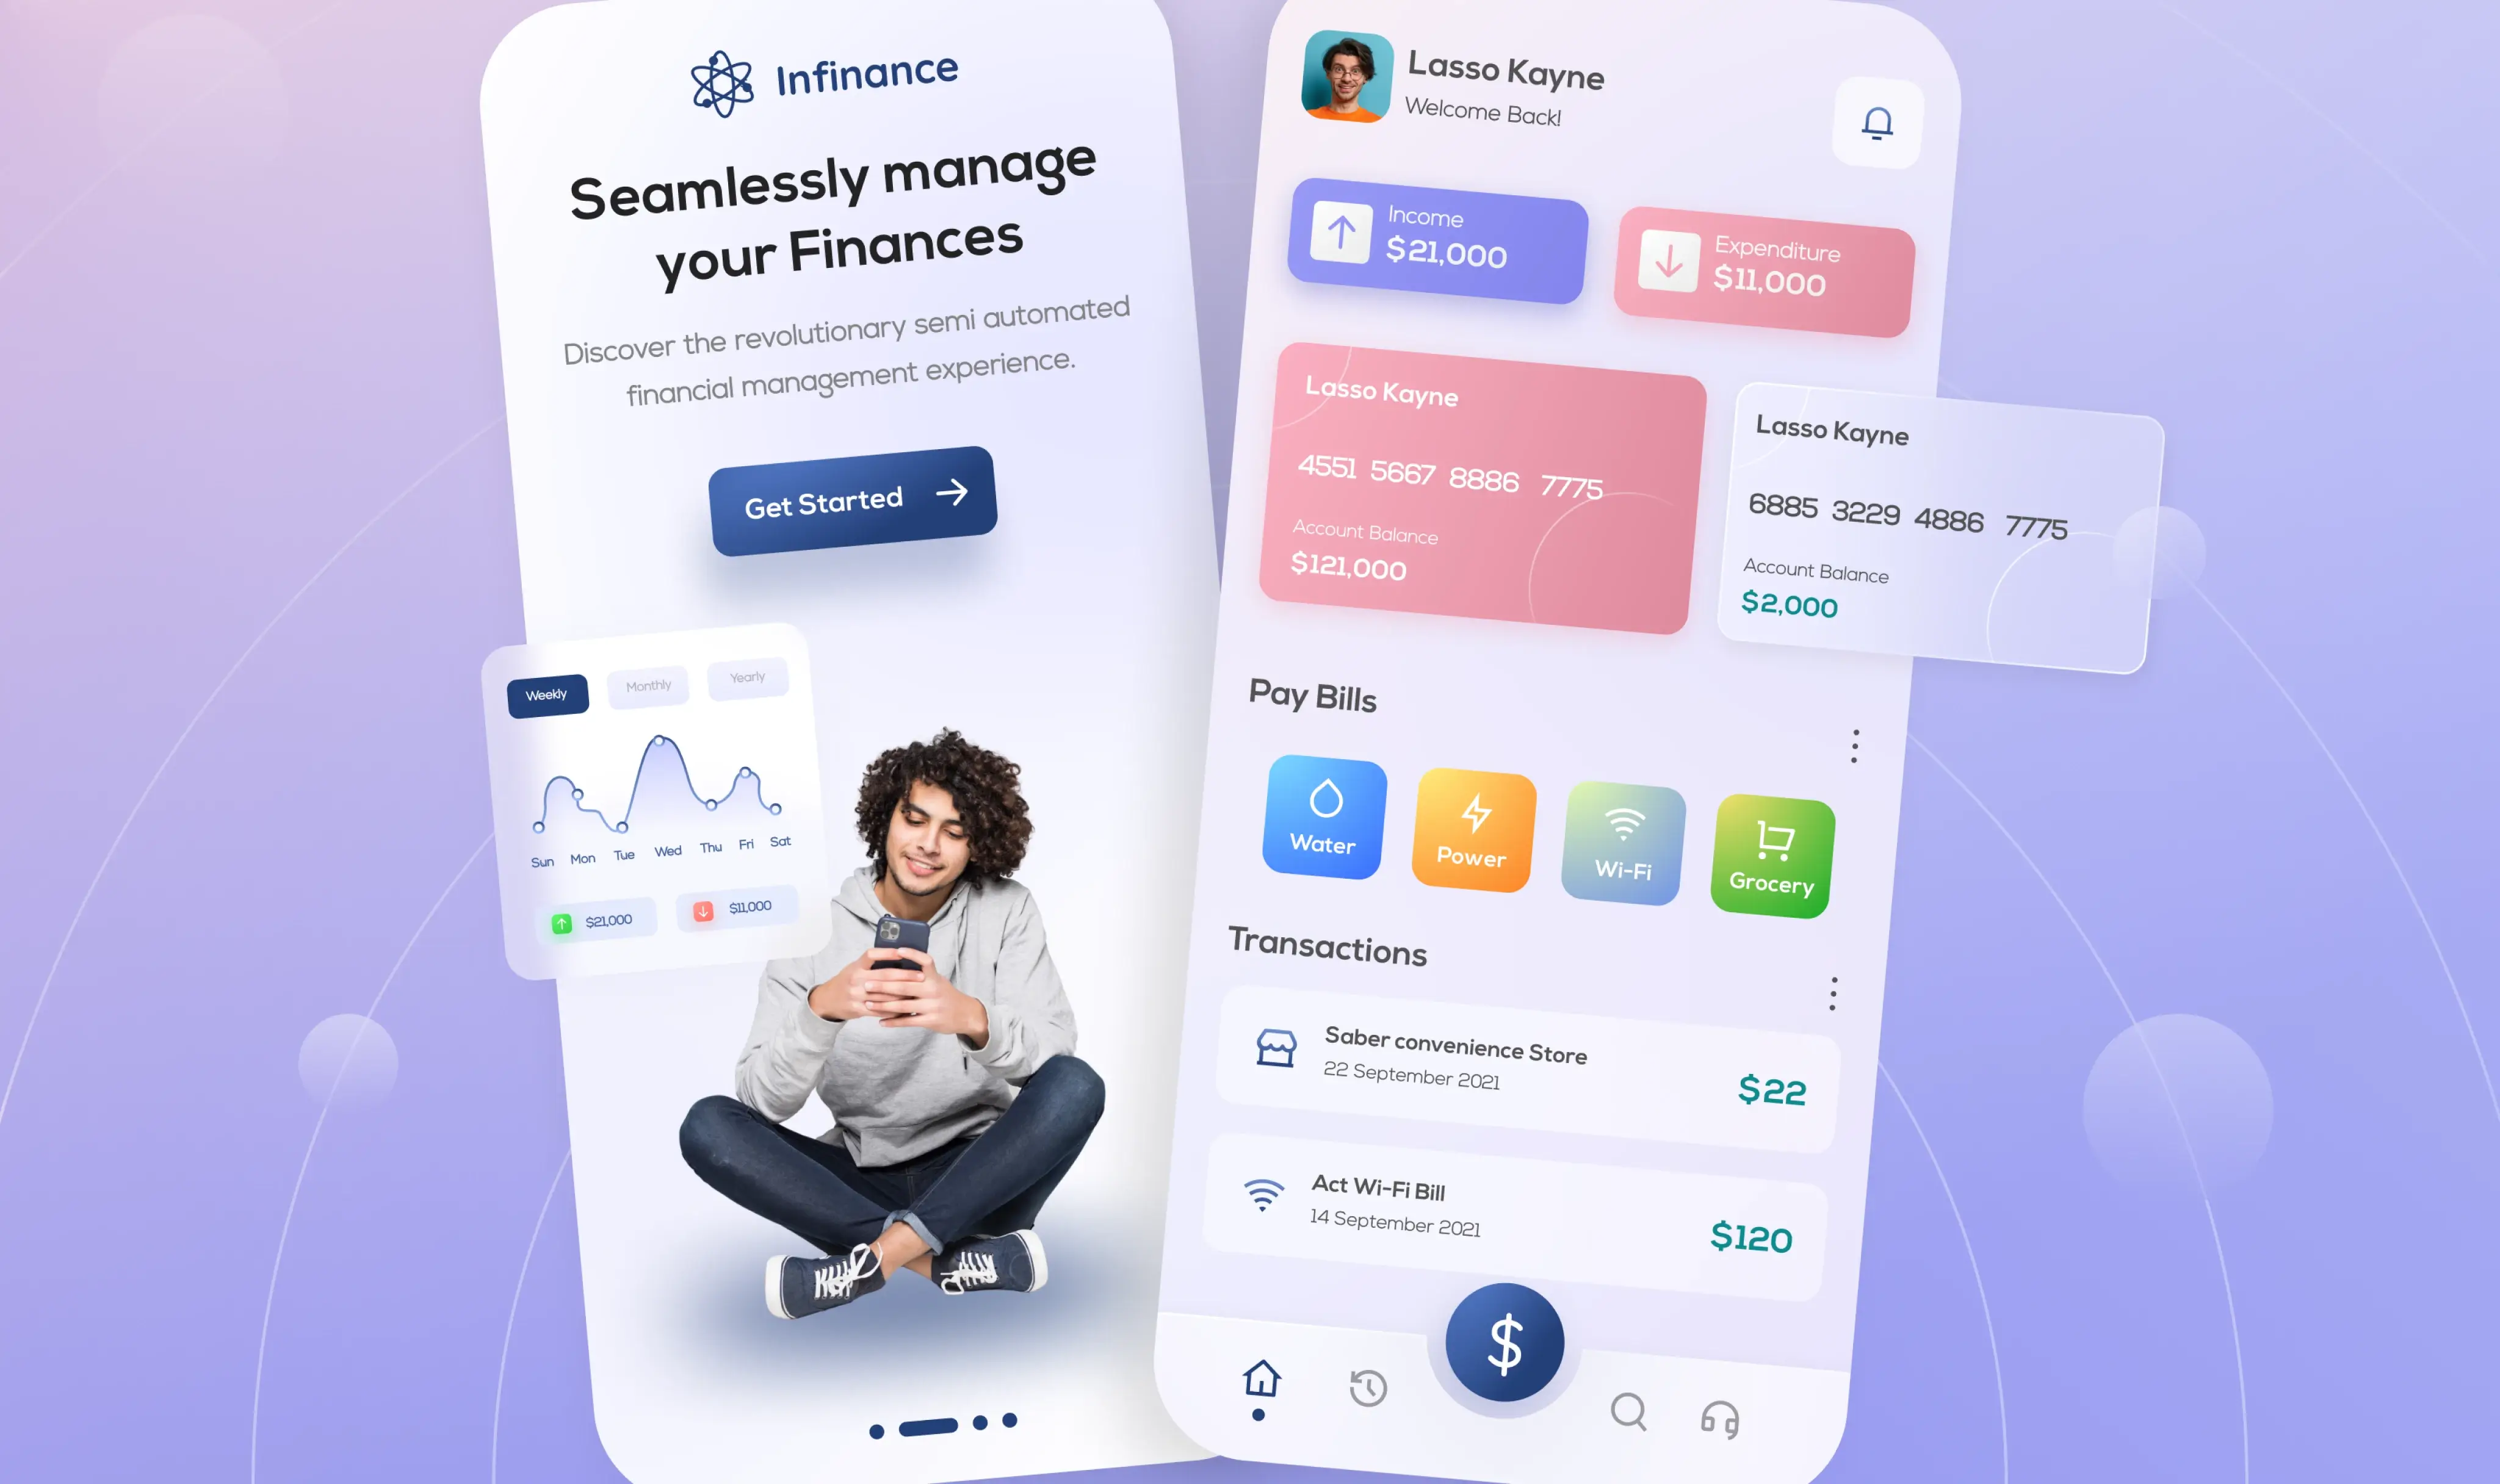 Infinance
Seamlessly manage
your Finances
Discover the revolutionary semi automated
financial management experience.
Get Started
Weekly Monthly Yearly
Sun Mon Tue Wed Thu Fri Sat
$21,000 $11,000
Lasso Kayne
Welcome Back!
Income
$21,000
Expenditure
$11,000
Lasso Kayne
4551 5667 8886 7775
Account Balance
$121,000
Lasso Kayne
6885 3229 4886 7775
Account Balance
$2,000
Pay Bills
Water Power Wi-Fi Grocery
Transactions
Saber convenience Store
22 September 2021
$22
Act Wi-Fi Bill
14 September 2021
$120
$